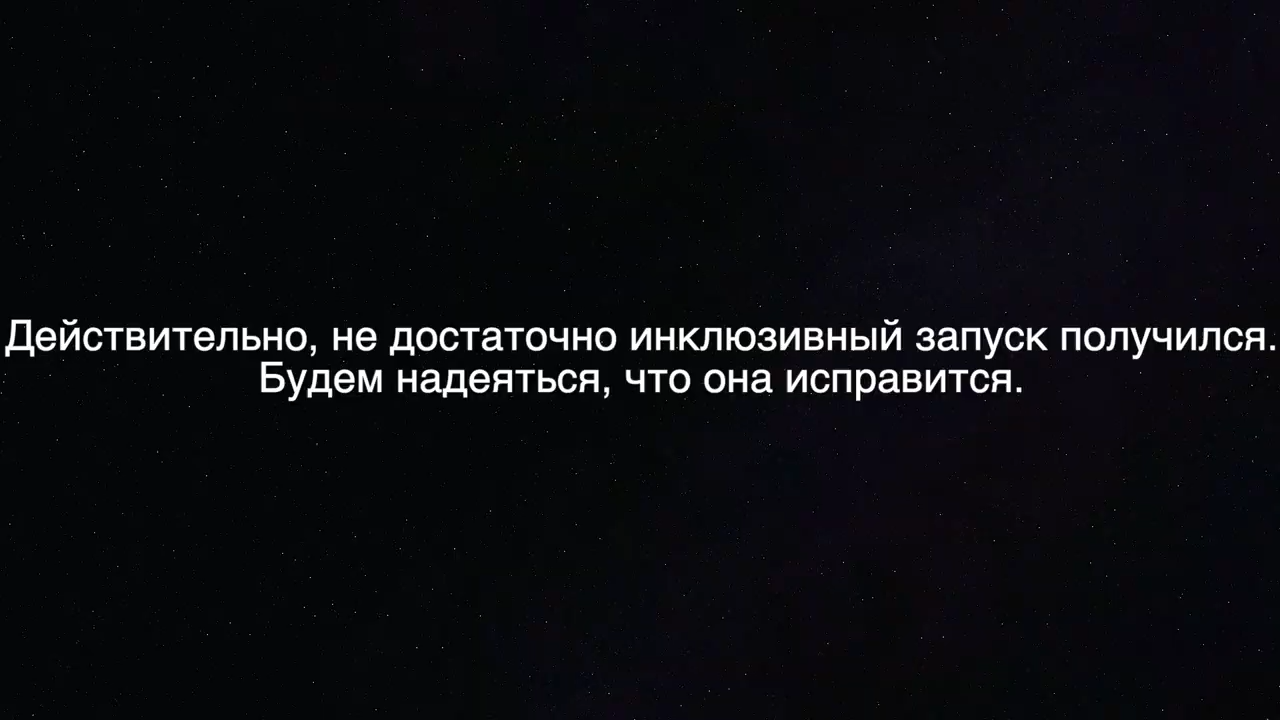 Действительно, не достаточно инклюзивный запуск получился.
Будем надеяться, что она исправится.